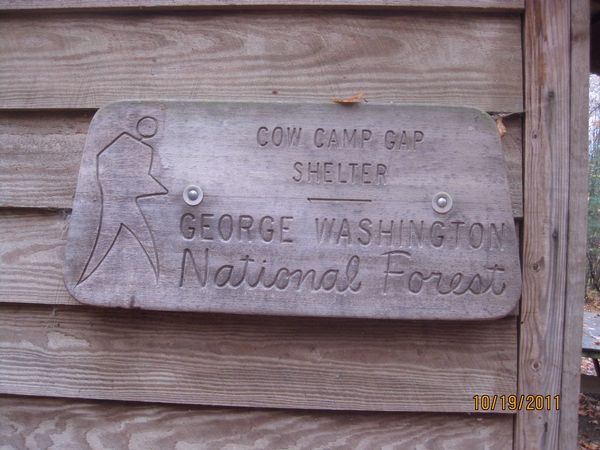 COW CAMP GAP
SHELTER
GEORGE WASHINGTON
National Forest
10/19/2011